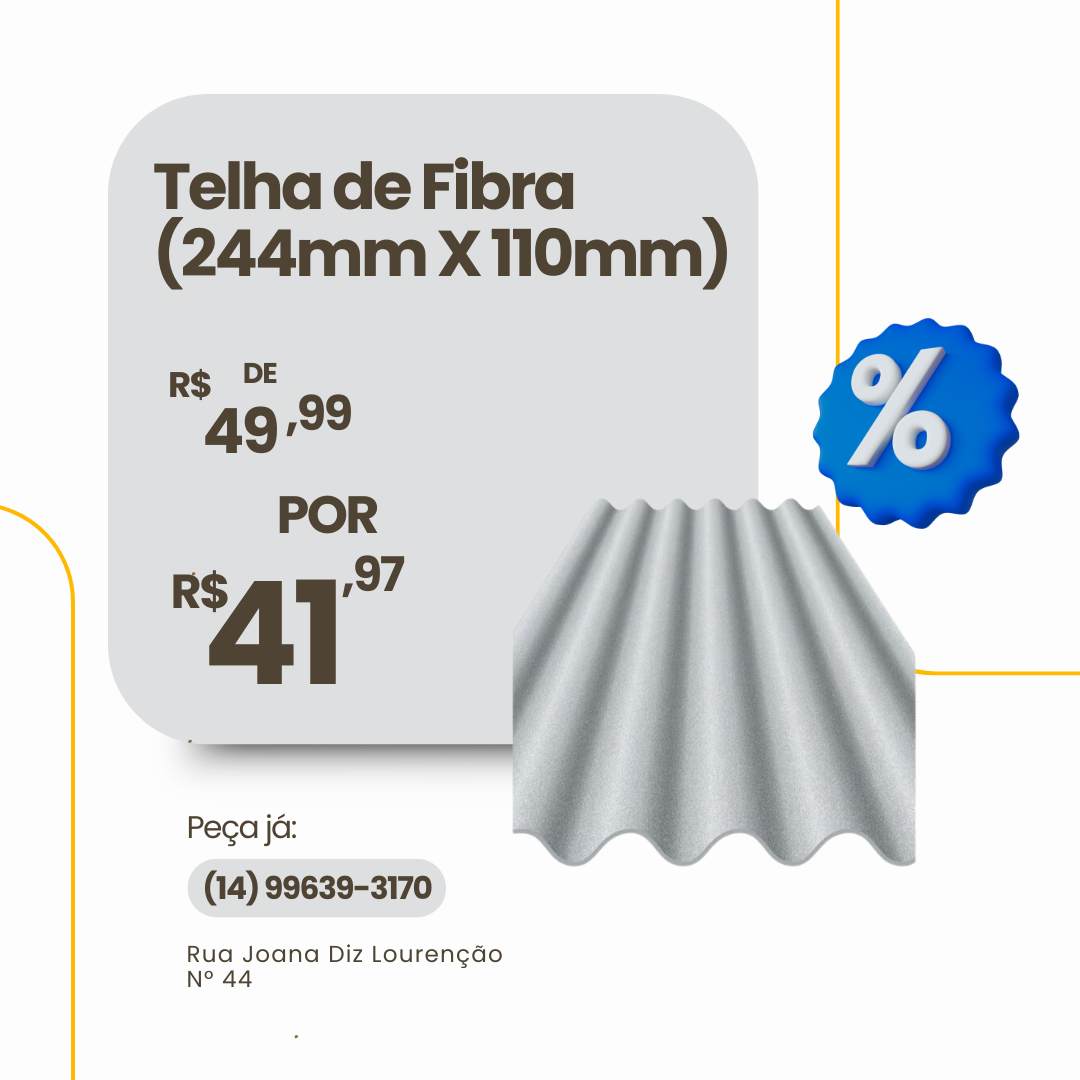 Telha de Fibra
(244mm X 110mm)
DE
R$ 49,99
POR
R$ 41,97
%
Peça já:
(14) 99639-3170
Rua Joana Diz Lourenção
Nº 44